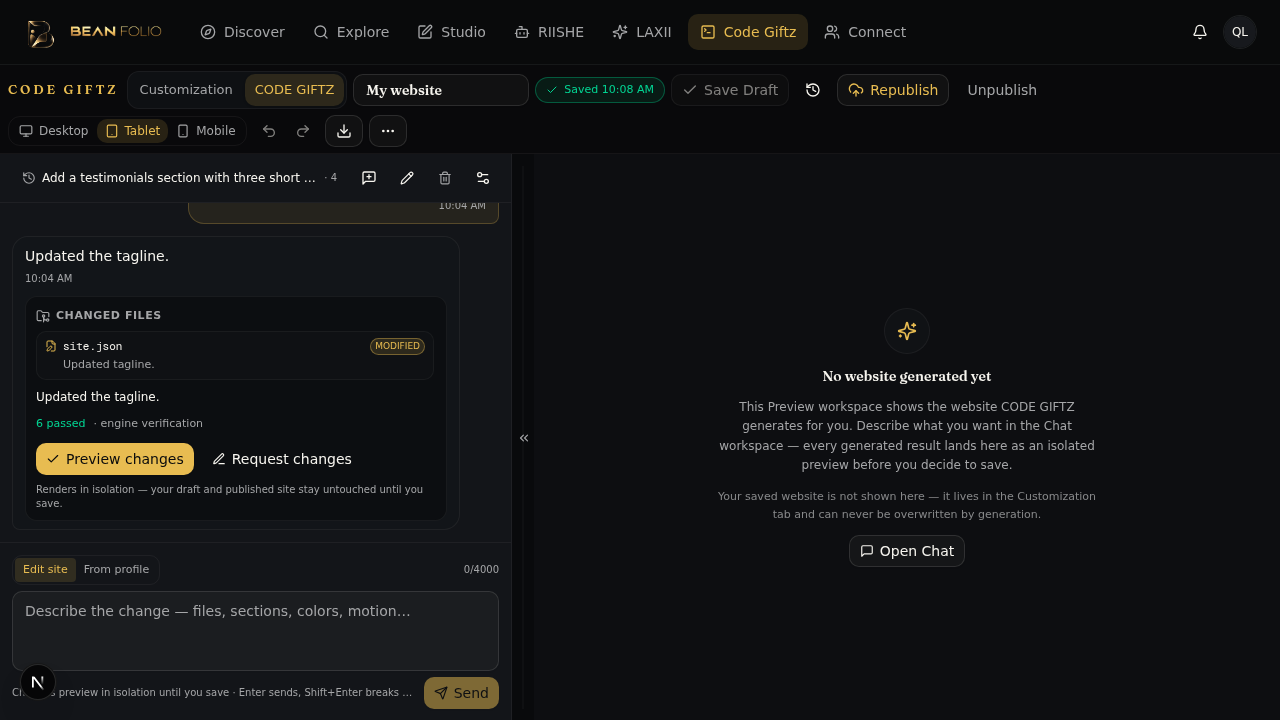 BEAN FOLIO
Discover
Explore
Studio
RIISHE
LAXII
Code Giftz
Connect
QL
CODE GIFTZ
Customization
CODE GIFTZ
My website
Saved 10:08 AM
Save Draft
Republish
Unpublish
Desktop
Tablet
Mobile
Add a testimonials section with three short ... · 4
10:04 AM
Updated the tagline.
10:04 AM
CHANGED FILES
site.json
MODIFIED
Updated tagline.
Updated the tagline.
6 passed · engine verification
Preview changes
Request changes
Renders in isolation — your draft and published site stay untouched until you
save.
Edit site
From profile
0/4000
Describe the change — files, sections, colors, motion...
preview in isolation until you save · Enter sends, Shift+Enter breaks ...
Send
N
No website generated yet
This Preview workspace shows the website CODE GIFTZ
generates for you. Describe what you want in the Chat
workspace — every generated result lands here as an isolated
preview before you decide to save.
Your saved website is not shown here — it lives in the Customization
tab and can never be overwritten by generation.
Open Chat